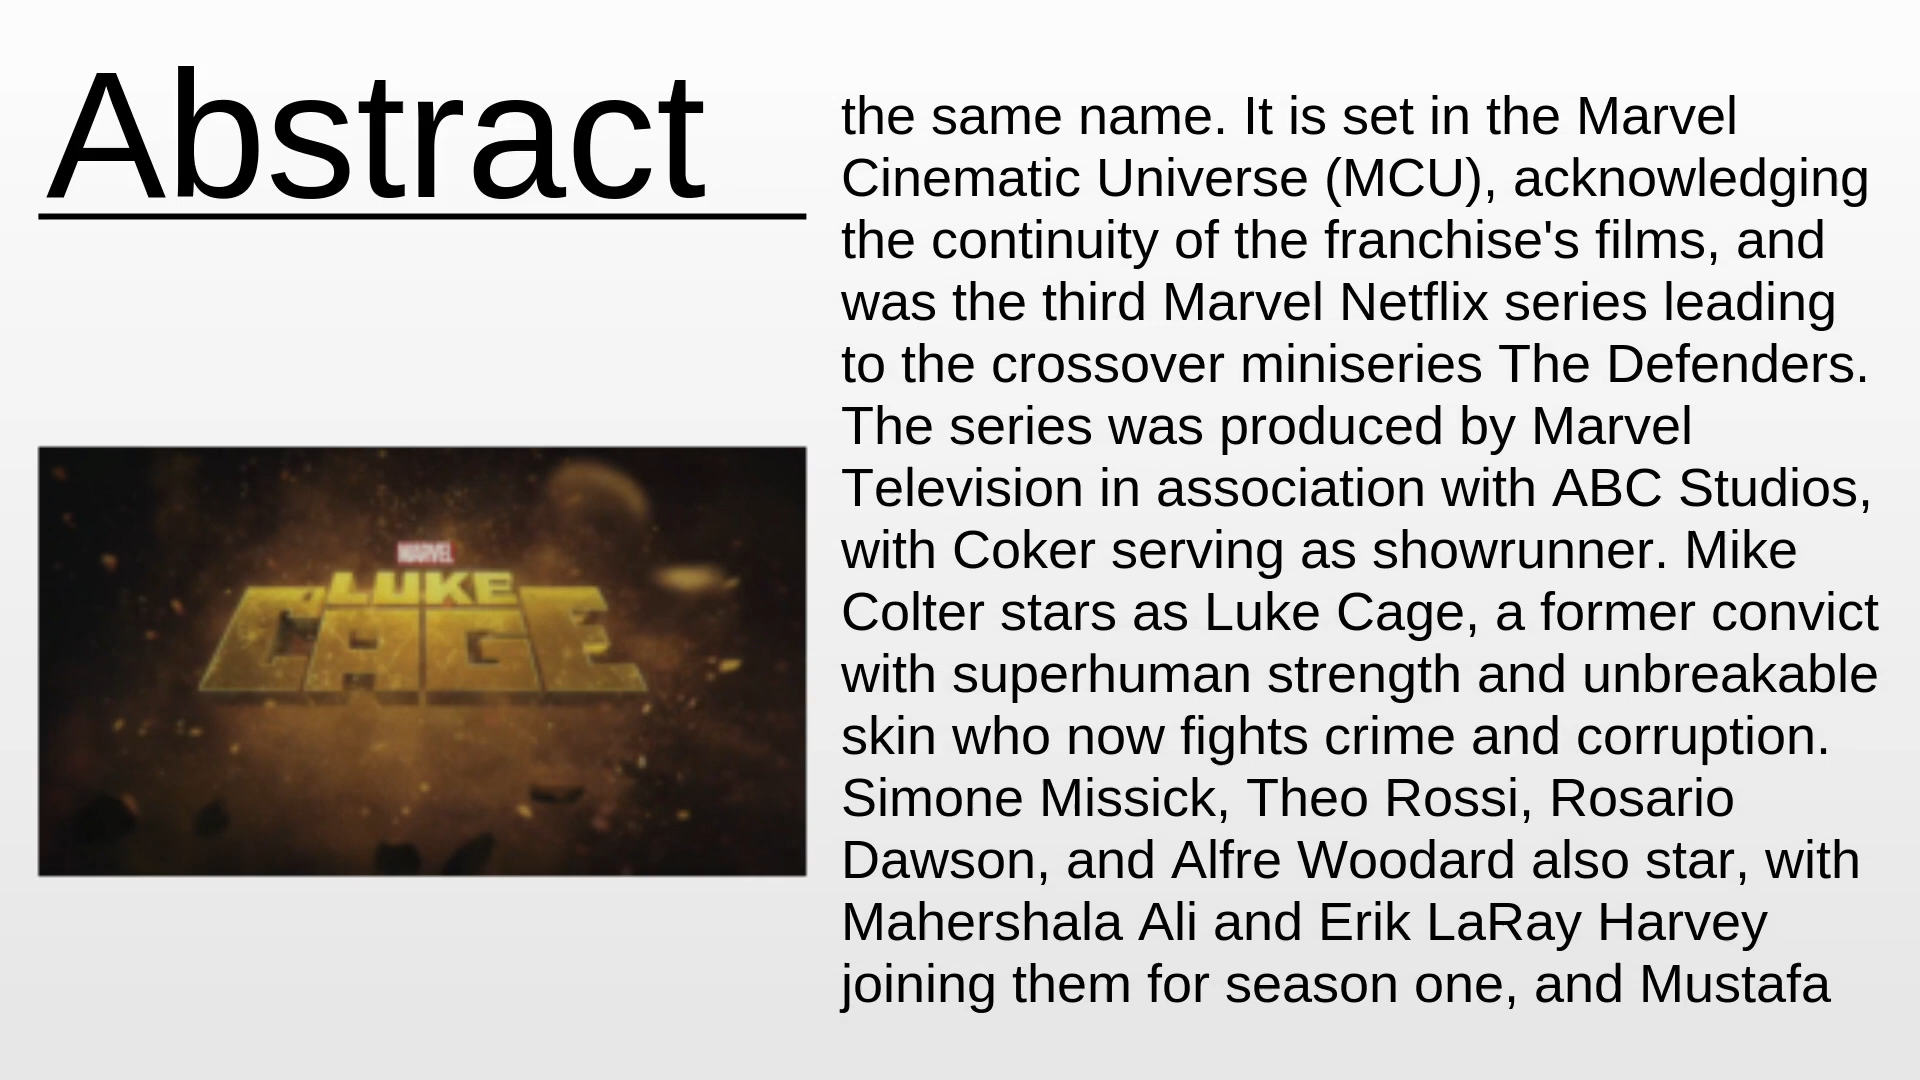 Abstract
MARVEL
LUKE
CAGE
the same name. It is set in the Marvel
Cinematic Universe (MCU), acknowledging
the continuity of the franchise's films, and
was the third Marvel Netflix series leading
to the crossover miniseries The Defenders.
The series was produced by Marvel
Television in association with ABC Studios,
with Coker serving as showrunner. Mike
Colter stars as Luke Cage, a former convict
with superhuman strength and unbreakable
skin who now fights crime and corruption.
Simone Missick, Theo Rossi, Rosario
Dawson, and Alfre Woodard also star, with
Mahershala Ali and Erik LaRay Harvey
joining them for season one, and Mustafa